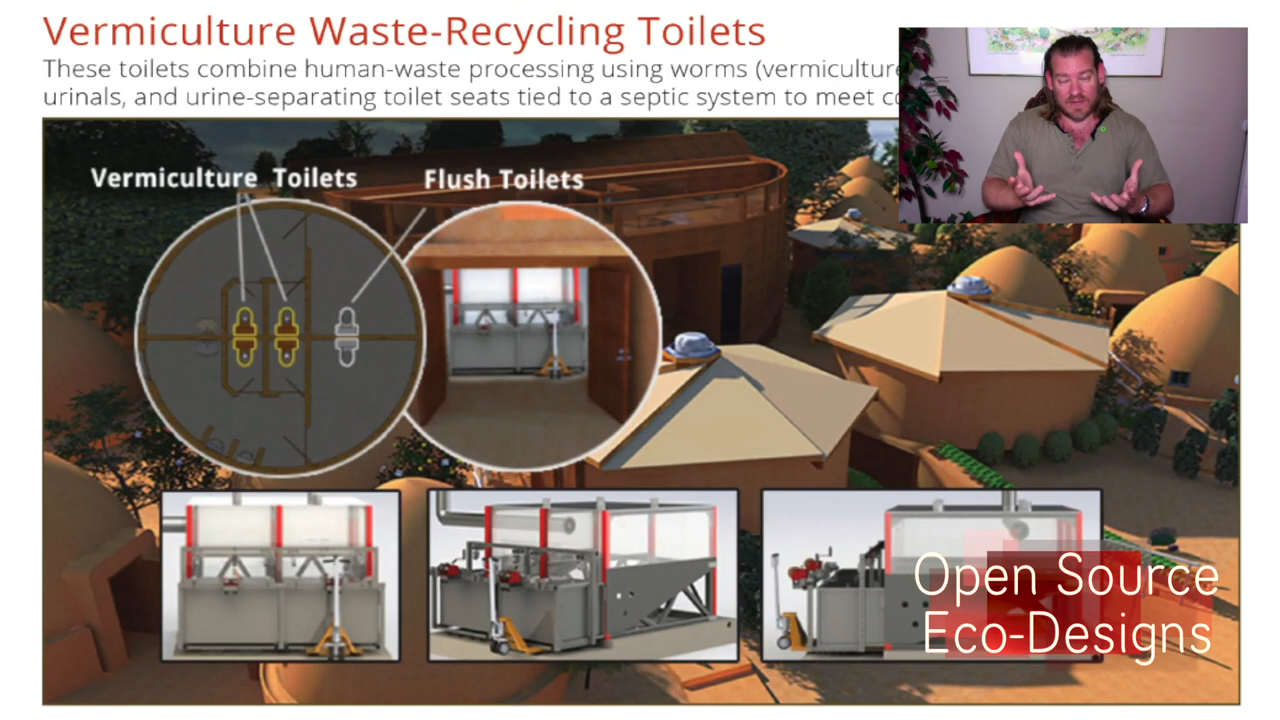 Vermiculture Waste-Recycling Toilets
These toilets combine human-waste processing using worms (vermiculture
urinals, and urine-separating toilet seats tied to a septic system to meet
Vermiculture Toilets
Flush Toilets
Open Source
Eco-Designs